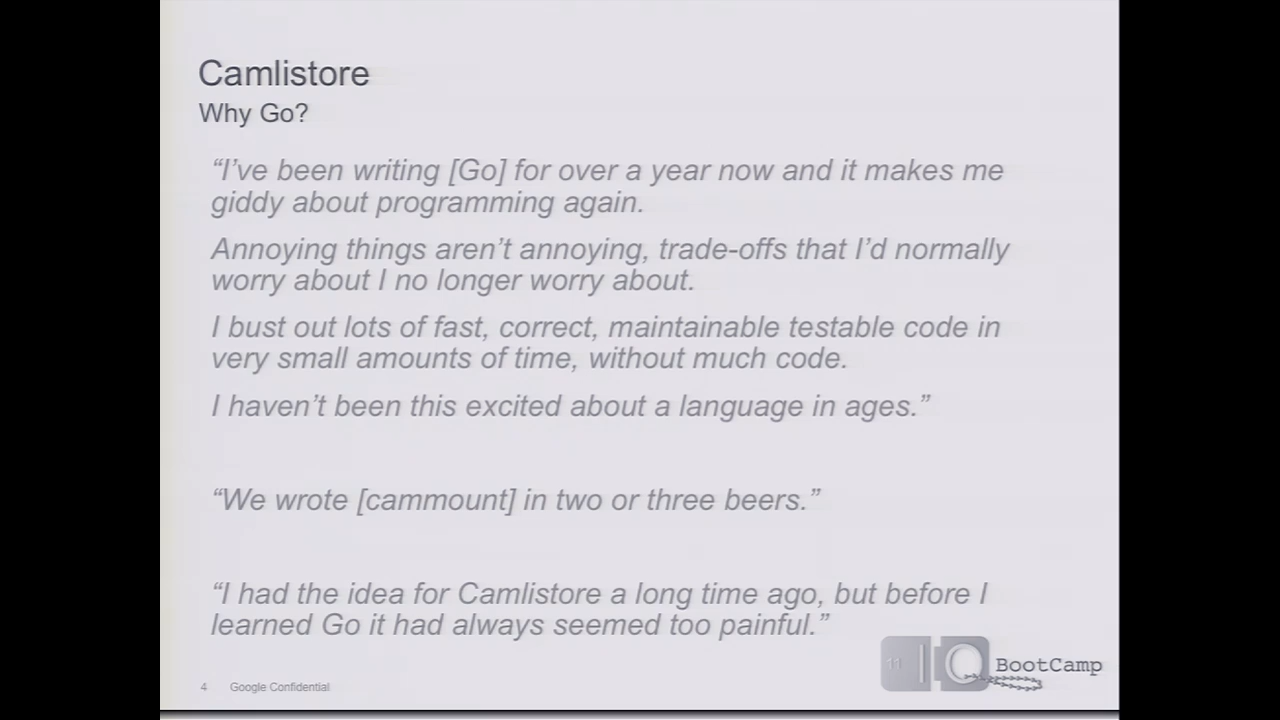 Camlistore
Why Go?
“I’ve been writing [Go] for over a year now and it makes me
giddy about programming again.
Annoying things aren’t annoying, trade-offs that I’d normally
worry about I no longer worry about.
I bust out lots of fast, correct, maintainable testable code in
very small amounts of time, without much code.
I haven’t been this excited about a language in ages.”
“We wrote [cammount] in two or three beers.”
“I had the idea for Camlistore a long time ago, but before I
learned Go it had always seemed too painful.”
11 IO BootCamp
4 Google Confidential